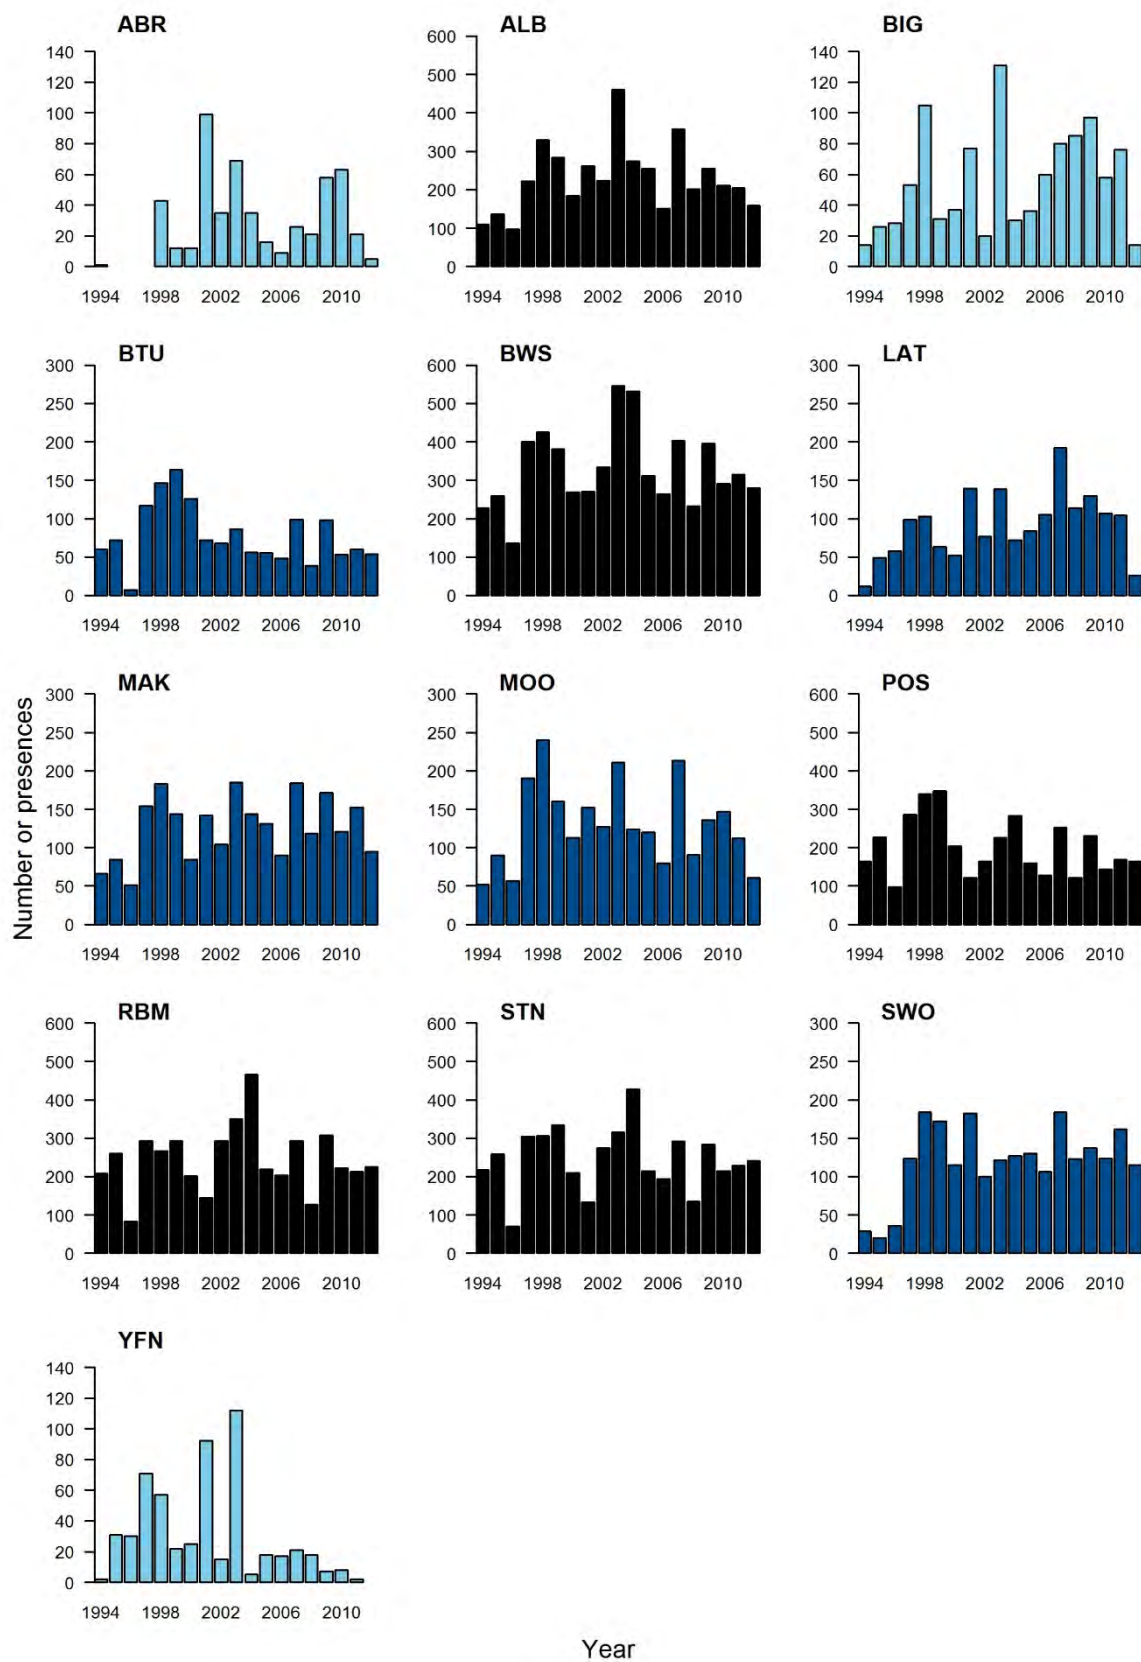 ABR ALB BIG
140 120 100 80 60 40 20 0
600 500 400 300 200 100 0
140 120 100 80 60 40 20 0
1994 1998 2002 2006 2010
1994 1998 2002 2006 2010
1994 1998 2002 2006 2010
BTU BWS LAT
300 250 200 150 100 50 0
600 500 400 300 200 100 0
300 250 200 150 100 50 0
1994 1998 2002 2006 2010
1994 1998 2002 2006 2010
1994 1998 2002 2006 2010
Number or presences
MAK MOO POS
300 250 200 150 100 50 0
300 250 200 150 100 50 0
600 500 400 300 200 100 0
1994 1998 2002 2006 2010
1994 1998 2002 2006 2010
1994 1998 2002 2006 2010
RBM STN SWO
600 500 400 300 200 100 0
600 500 400 300 200 100 0
300 250 200 150 100 50 0
1994 1998 2002 2006 2010
1994 1998 2002 2006 2010
1994 1998 2002 2006 2010
YFN
140 120 100 80 60 40 20 0
1994 1998 2002 2006 2010
Year